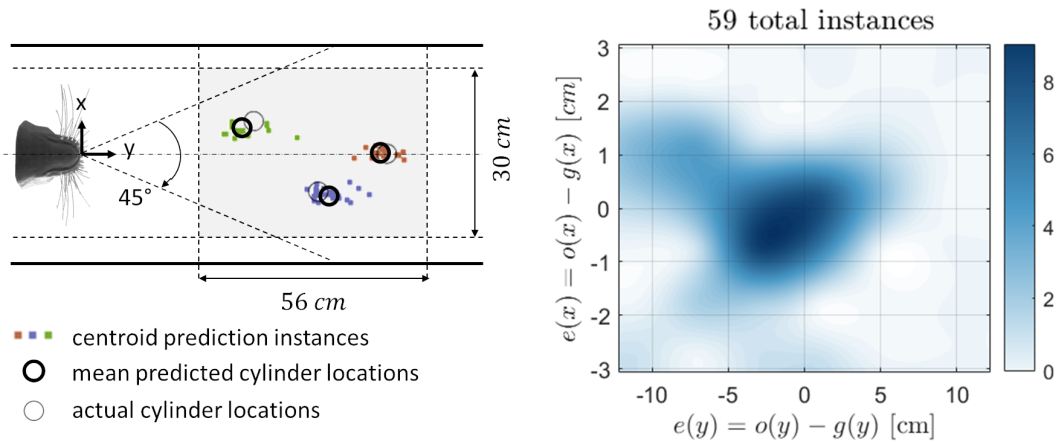 x
y
45°
30 cm
56 cm
centroid prediction instances
mean predicted cylinder locations
actual cylinder locations
59 total instances
3
2
1
0
-1
-2
-3
e(x) = o(x) − g(x) [cm]
-10 -5 0 5 10
e(y) = o(y) − g(y) [cm]
8
6
4
2
0